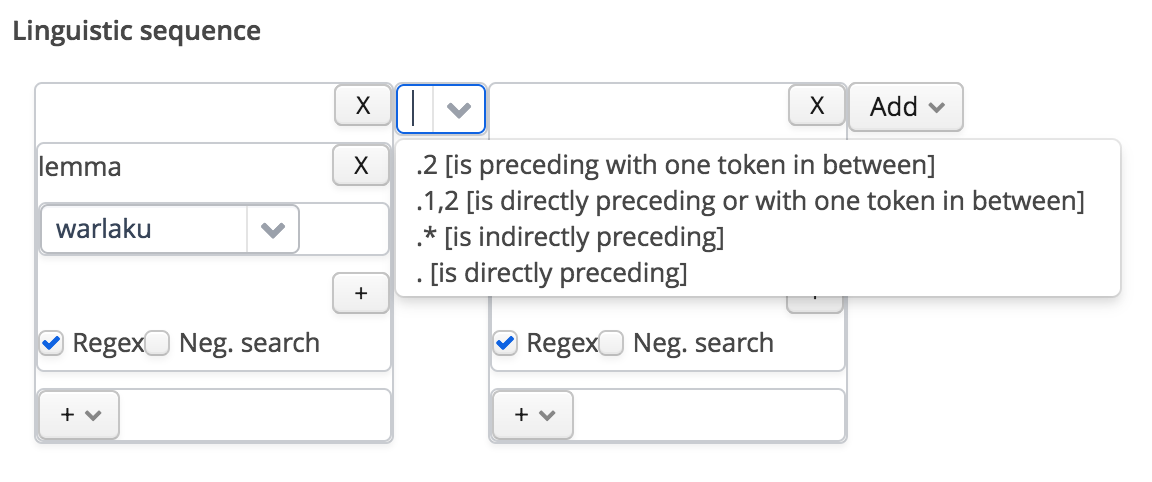 Linguistic sequence
X
X
Add
lemma
X
.2 [is preceding with one token in between]
.1,2 [is directly preceding or with one token in between]
warlaku
.* [is indirectly preceding]
. [is directly preceding]
+
Regex Neg. search
Regex Neg. search
+
+